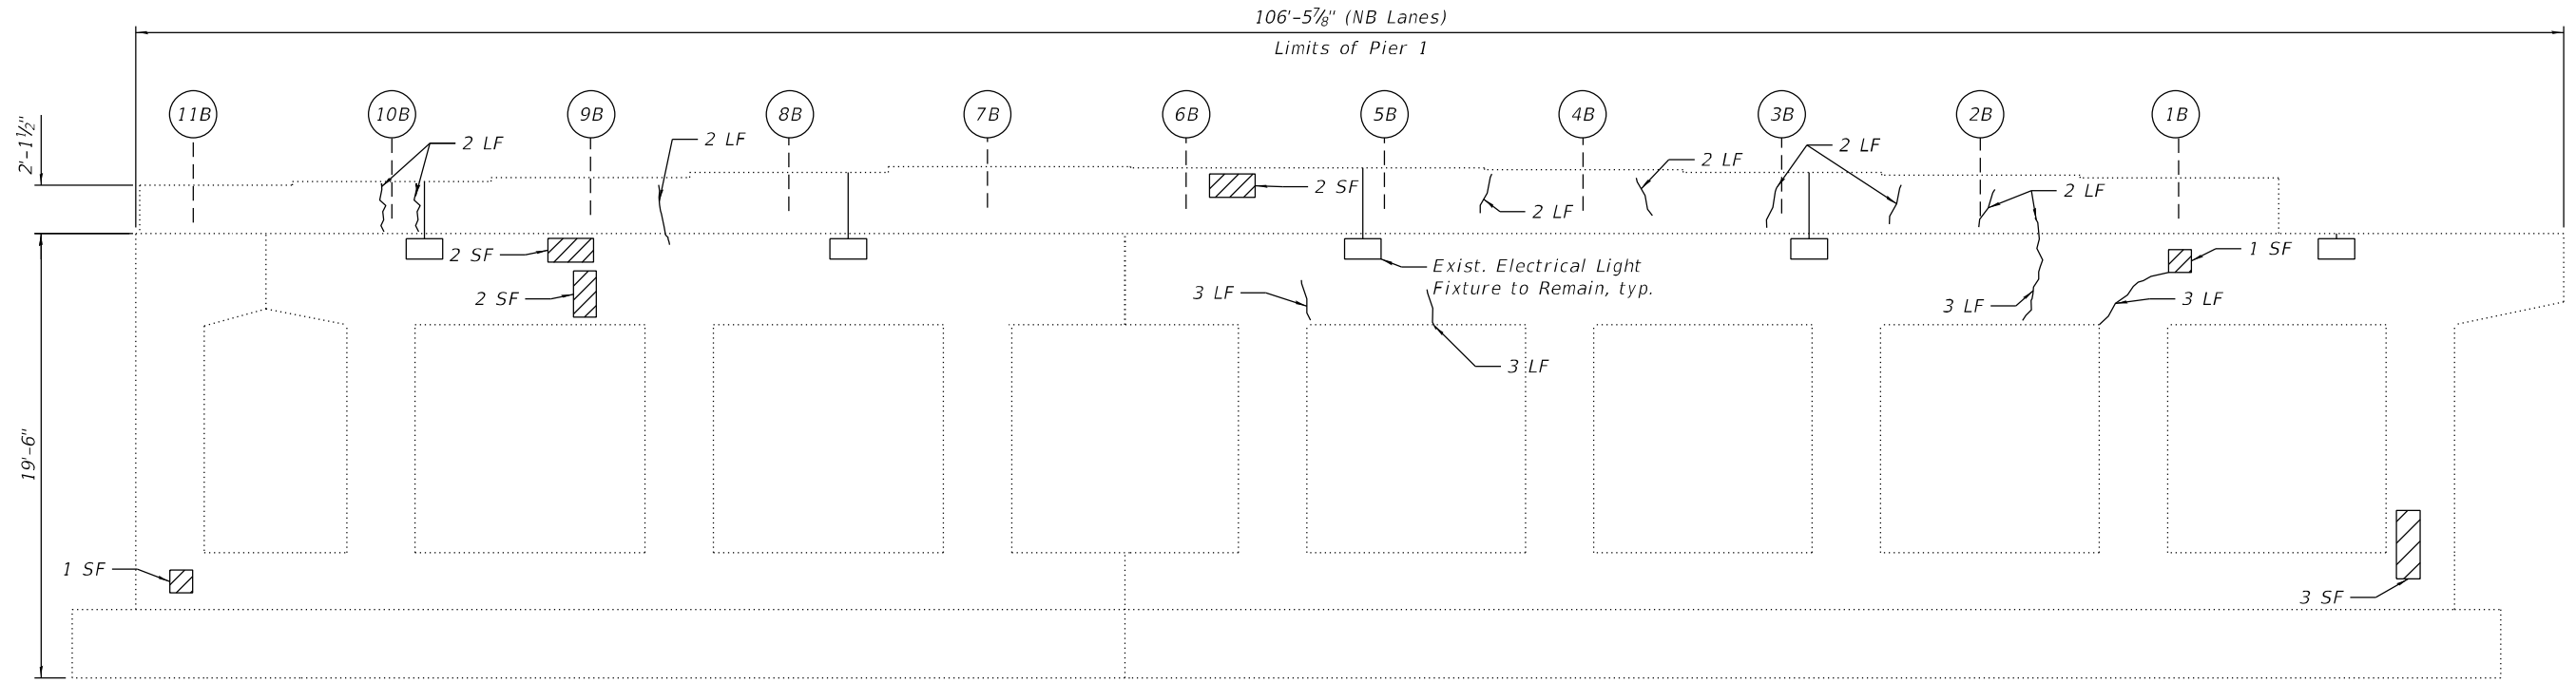 106'-5⅞" (NB Lanes)
Limits of Pier 1
11B
10B
9B
8B
7B
6B
5B
4B
3B
2B
1B
2'-1½"
2 LF
2 LF
2 SF
2 LF
2 LF
2 LF
2 LF
2 SF
2 SF
Exist. Electrical Light
Fixture to Remain, typ.
3 LF
3 LF
3 LF
1 SF
3 LF
19'-6"
1 SF
3 SF